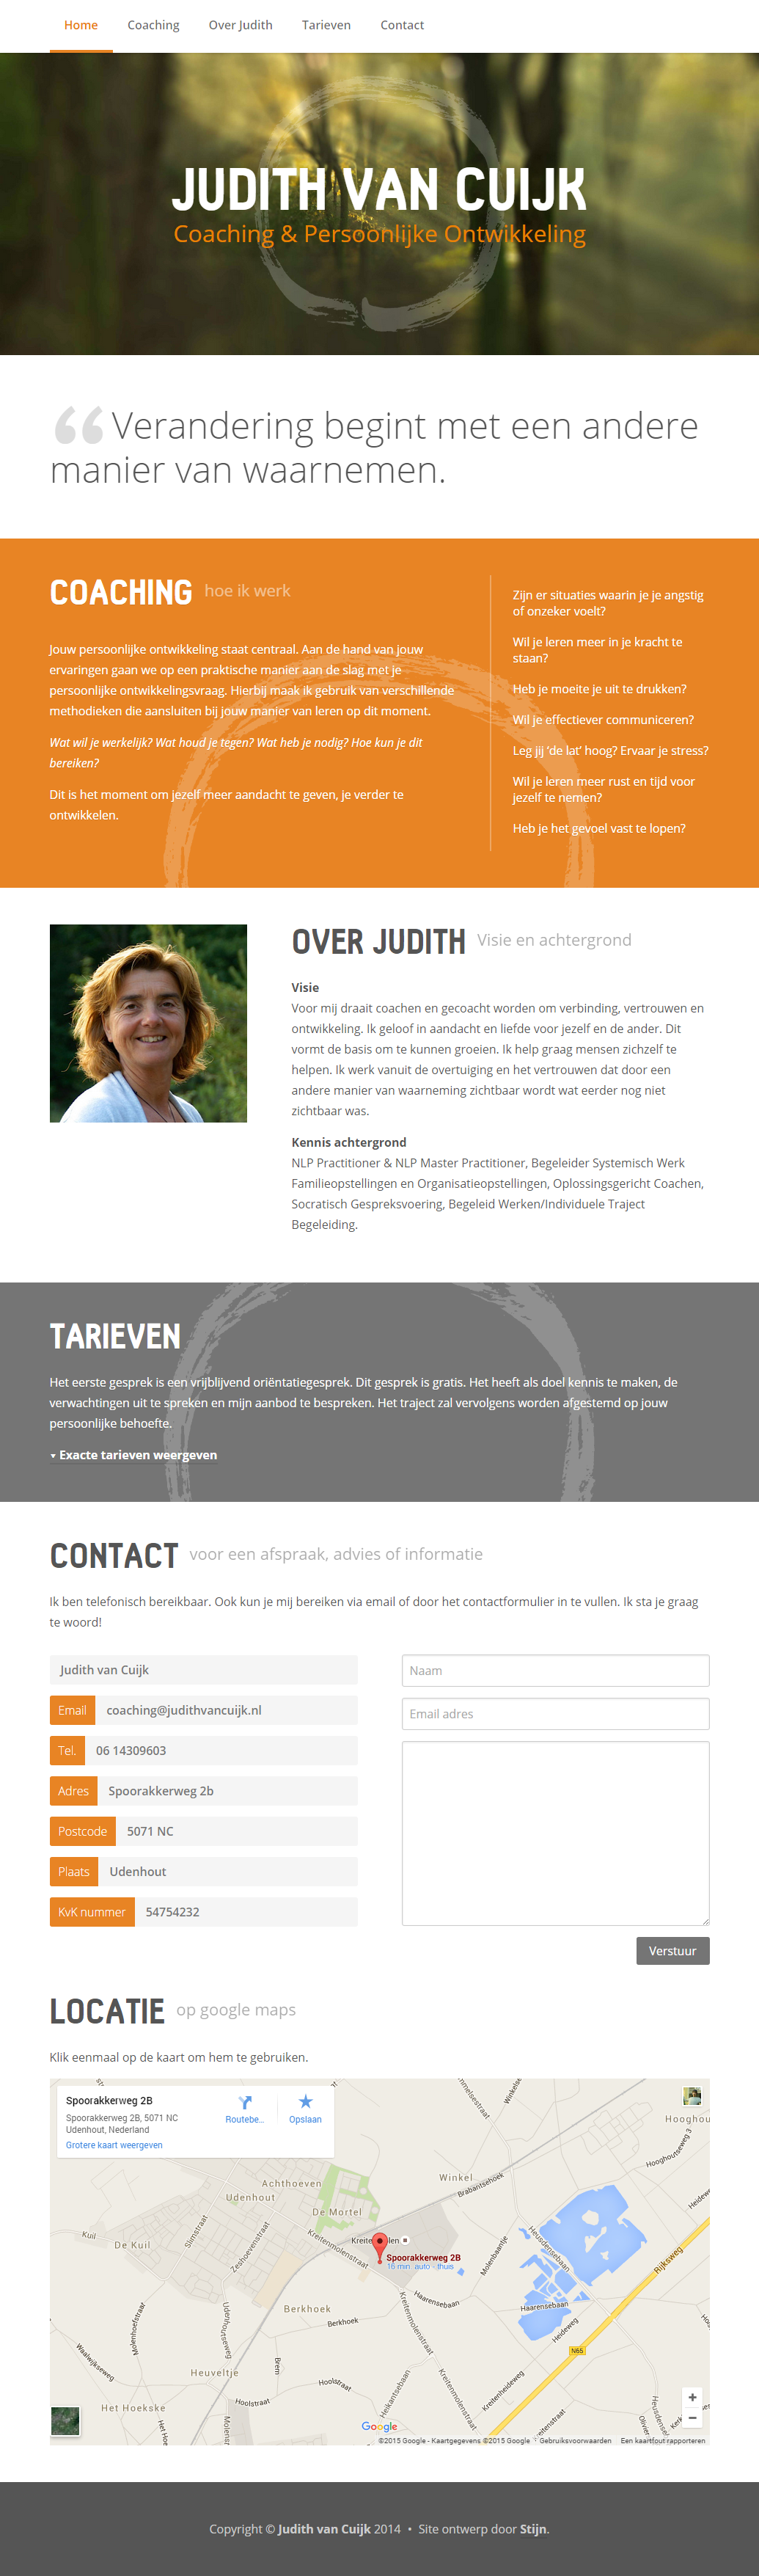 Home Coaching Over Judith Tarieven Contact
JUDITH VAN CUIJK
Coaching & Persoonlijke Ontwikkeling
“Verandering begint met een andere
manier van waarnemen.
COACHING hoe ik werk
Jouw persoonlijke ontwikkeling staat centraal. Aan de hand van jouw
ervaringen gaan we op een praktische manier aan de slag met je
persoonlijke ontwikkelingsvraag. Hierbij maak ik gebruik van verschillende
methodieken die aansluiten bij jouw manier van leren op dit moment.
Wat wil je werkelijk? Wat houd je tegen? Wat heb je nodig? Hoe kun je dit
bereiken?
Dit is het moment om jezelf meer aandacht te geven, je verder te
ontwikkelen.
Zijn er situaties waarin je je angstig
of onzeker voelt?
Wil je leren meer in je kracht te
staan?
Heb je moeite je uit te drukken?
Wil je effectiever communiceren?
Leg jij ‘de lat’ hoog? Ervaar je stress?
Wil je leren meer rust en tijd voor
jezelf te nemen?
Heb je het gevoel vast te lopen?
OVER JUDITH Visie en achtergrond
Visie
Voor mij draait coachen en gecoacht worden om verbinding, vertrouwen en
ontwikkeling. Ik geloof in aandacht en liefde voor jezelf en de ander. Dit
vormt de basis om te kunnen groeien. Ik help graag mensen zichzelf te
helpen. Ik werk vanuit de overtuiging en het vertrouwen dat door een
andere manier van waarneming zichtbaar wordt wat eerder nog niet
zichtbaar was.
Kennis achtergrond
NLP Practitioner & NLP Master Practitioner, Begeleider Systemisch Werk
Familieopstellingen en Organisatieopstellingen, Oplossingsgericht Coachen,
Socratisch Gespreksvoering, Begeleid Werken/Individuele Traject
Begeleiding.
TARIEVEN
Het eerste gesprek is een vrijblijvend oriëntatiegesprek. Dit gesprek is gratis. Het heeft als doel kennis te maken, de
verwachtingen uit te spreken en mijn aanbod te bespreken. Het traject zal vervolgens worden afgestemd op jouw
persoonlijke behoefte.
▾ Exacte tarieven weergeven
CONTACT voor een afspraak, advies of informatie
Ik ben telefonisch bereikbaar. Ook kun je mij bereiken via email of door het contactformulier in te vullen. Ik sta je graag
te woord!
Judith van Cuijk
Email coaching@judithvancuijk.nl
Tel. 06 14309603
Adres Spoorakkerweg 2b
Postcode 5071 NC
Plaats Udenhout
KvK nummer 54754232
Naam
Email adres
Verstuur
LOCATIE op google maps
Klik eenmaal op de kaart om hem te gebruiken.
Spoorakkerweg 2B
Spoorakkerweg 2B, 5071 NC
Udenhout, Nederland
Grotere kaart weergeven
Routebe...
Opslaan
Hooghou
Hooghoutseweg
Winkel
Brabantsehoek
Achthoeven
Udenhout
De Mortel
Kuil
De Kuil
Slimstraat
Zeshoevenstraat
Kreitenmolenstraat
Spoorakkerweg 2B
16 min. auto - thuis
Molenbaantje
Heusdensebaan
Rijksweg
Haarensebaan
Haarensebaan
Berkhoek
Berkhoek
Udenhoutseweg
Molenhoefstraat
Kreitenmolenstraat
Heideweg
N65
Waalwijkseweg
Heuveltje
Brem
Hoolstraat
Hoolstraat
Kreitenheideweg
Kreitenmolenstraat
Het Hoekske
Google
©2015 Google - Kaartgegevens ©2015 Google Gebruiksvoorwaarden Een kaartfout rapporteren
Copyright © Judith van Cuijk 2014 • Site ontwerp door Stijn.